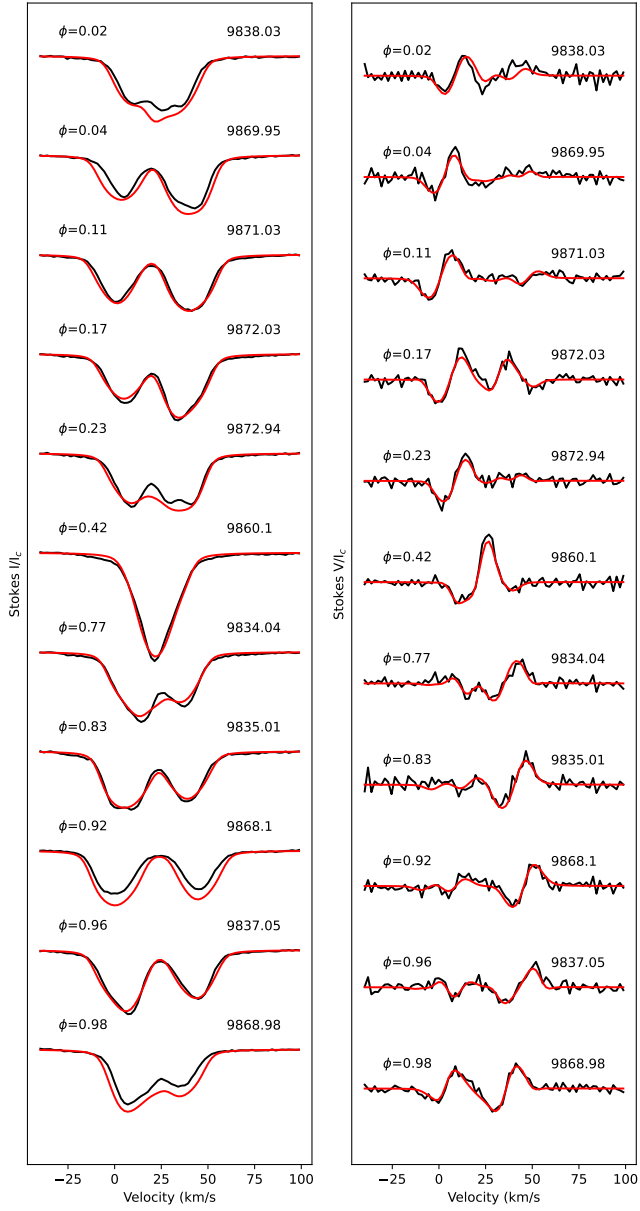 ϕ=0.02 9838.03
ϕ=0.04 9869.95
ϕ=0.11 9871.03
ϕ=0.17 9872.03
ϕ=0.23 9872.94
ϕ=0.42 9860.1
ϕ=0.77 9834.04
ϕ=0.83 9835.01
ϕ=0.92 9868.1
ϕ=0.96 9837.05
ϕ=0.98 9868.98
Stokes I/I_c
−25 0 25 50 75 100
Velocity (km/s
ϕ=0.02 9838.03
ϕ=0.04 9869.95
ϕ=0.11 9871.03
ϕ=0.17 9872.03
ϕ=0.23 9872.94
ϕ=0.42 9860.1
ϕ=0.77 9834.04
ϕ=0.83 9835.01
ϕ=0.92 9868.1
ϕ=0.96 9837.05
ϕ=0.98 9868.98
Stokes V/I_c
−25 0 25 50 75 100
Velocity (km/s